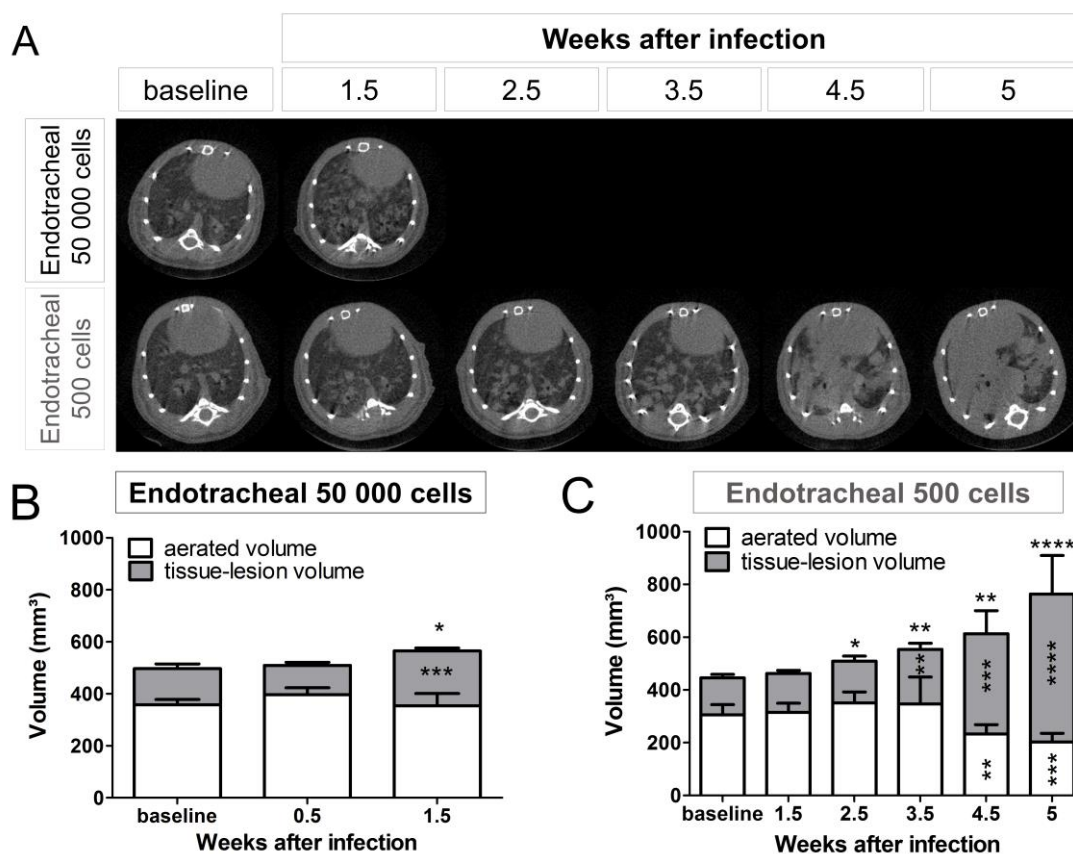 A
Weeks after infection
baseline 1.5 2.5 3.5 4.5 5
Endotracheal
50 000 cells
Endotracheal
500 cells
B
Endotracheal 50 000 cells
1000
800
600
400
200
0
Volume (mm³)
aerated volume
tissue-lesion volume
*
***
baseline 0.5 1.5
Weeks after infection
C
Endotracheal 500 cells
1000
800
600
400
200
0
Volume (mm³)
aerated volume
tissue-lesion volume
*
**
**
**
***
**
****
****
***
baseline 1.5 2.5 3.5 4.5 5
Weeks after infection